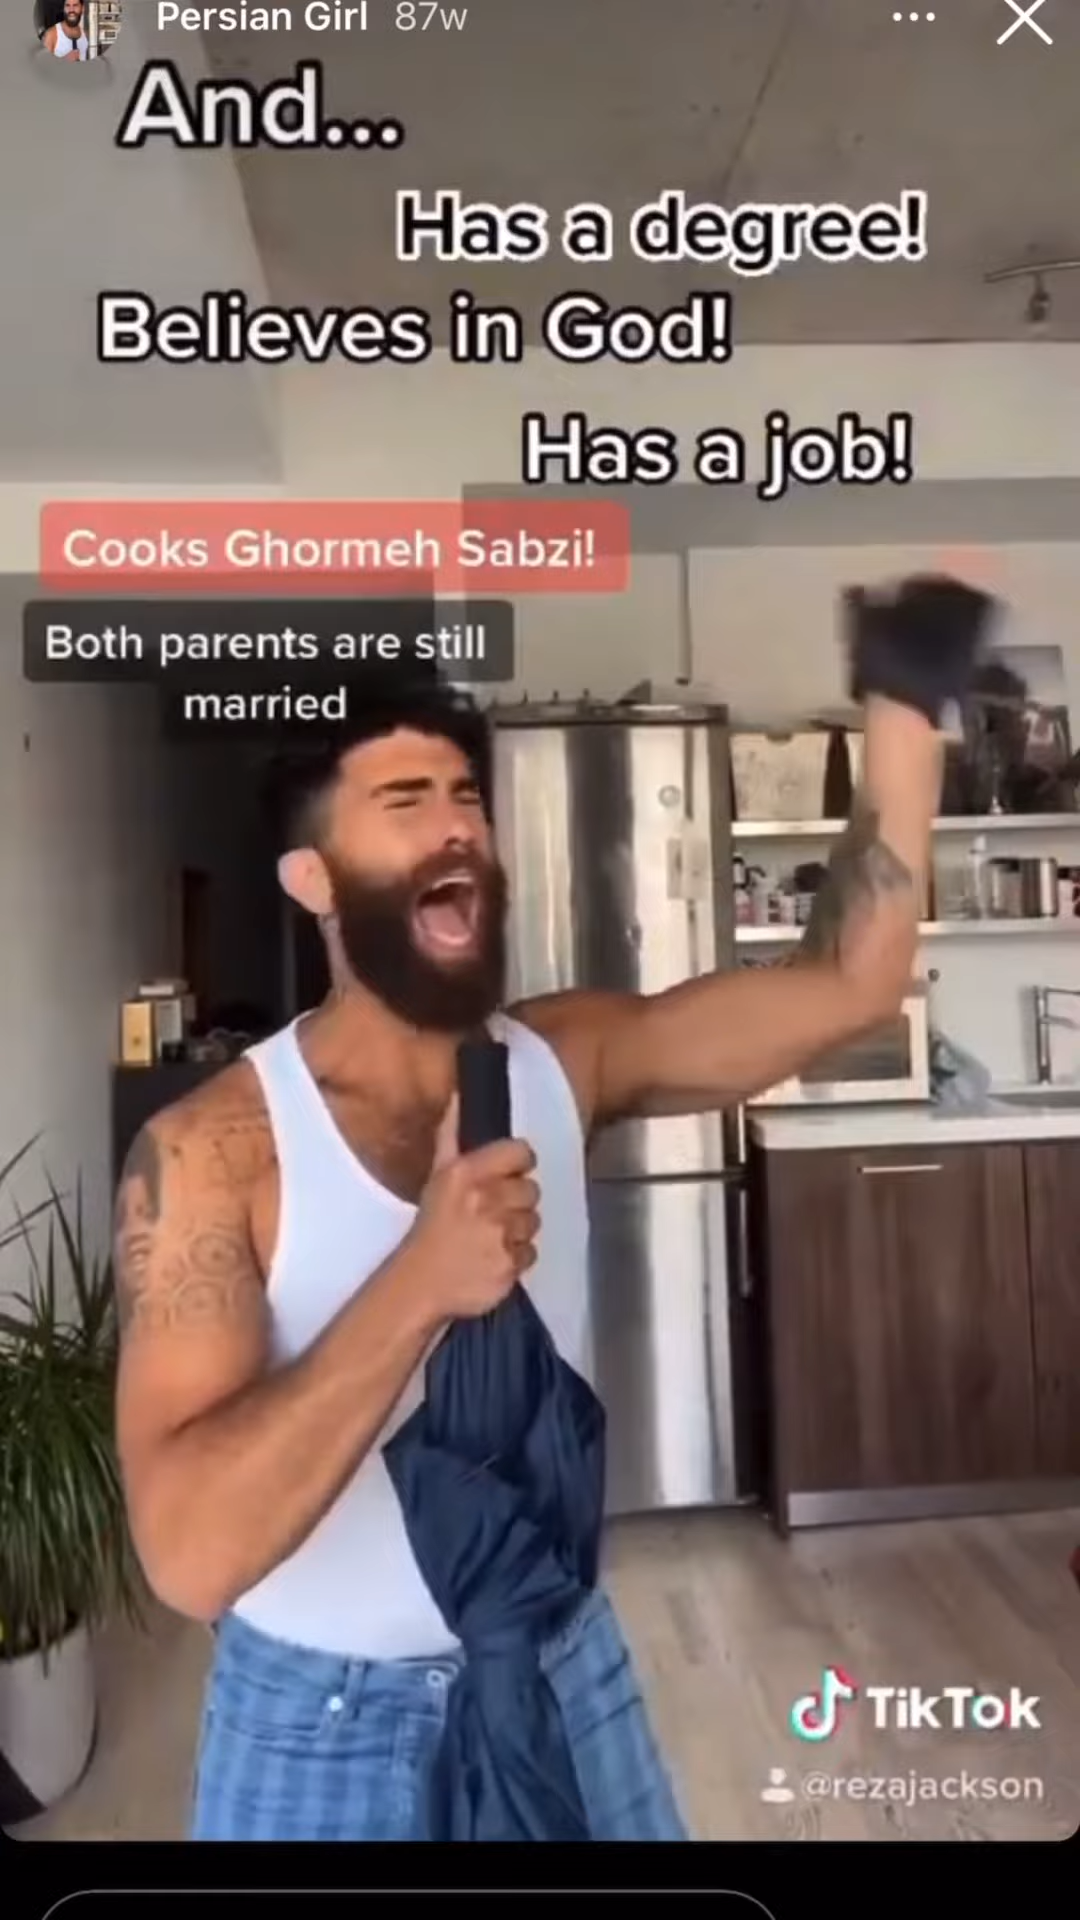 Persian Girl 87w
And...
Has a degree!
Believes in God!
Has a job!
Cooks Ghormeh Sabzi!
Both parents are still
married
TikTok
@rezajackson